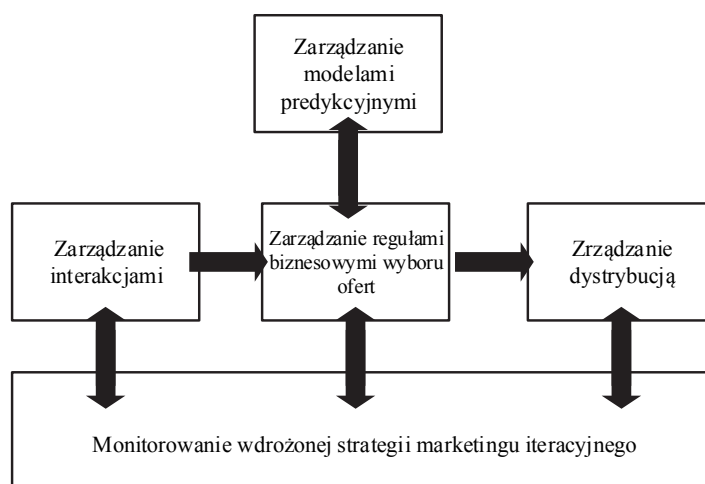 Zarządzanie
modelami
predykcyjnymi
Zarządzanie
interakcjami
Zarządzanie regułami
biznesowymi wyboru
ofert
Zrządzanie
dystrybucją
Monitorowanie wdrożonej strategii marketingu iteracyjnego